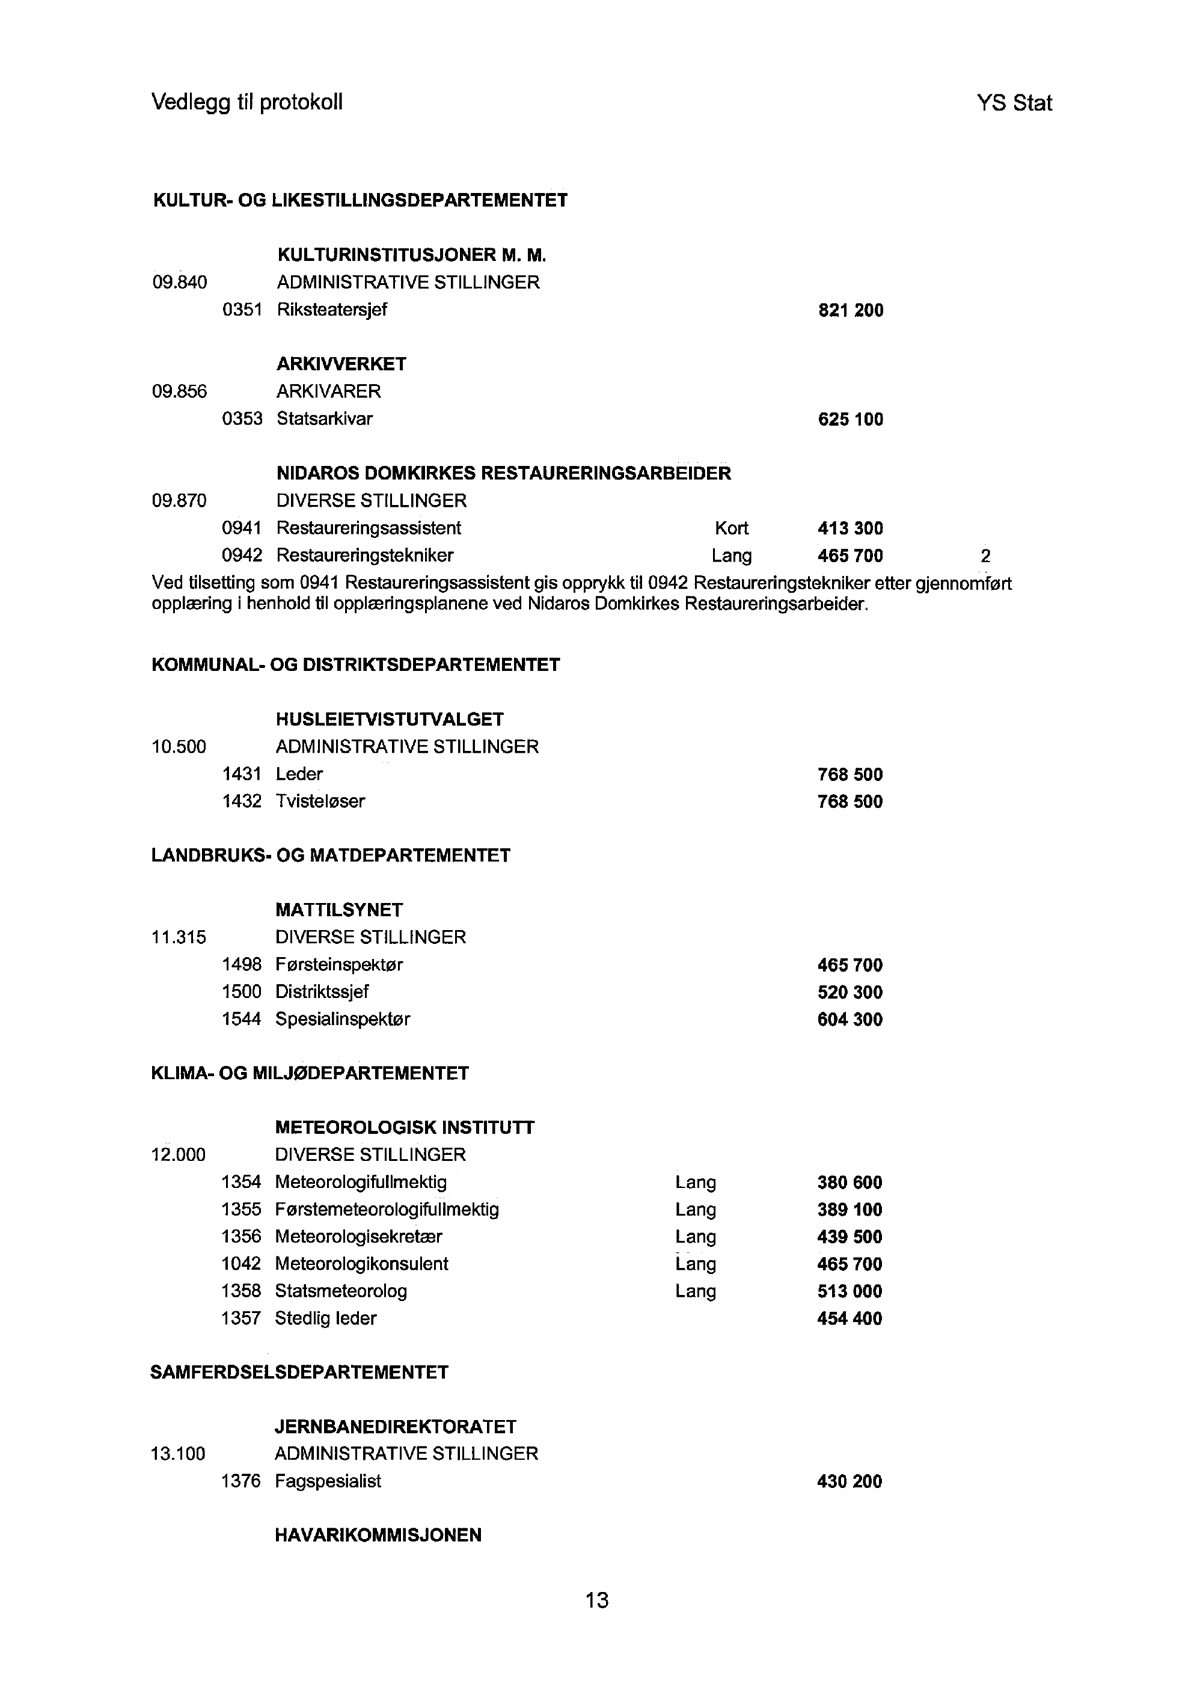 Vedlegg til protokoll YS Stat
KULTUR- OG LIKESTILLINGSDEPARTEMENTET
KULTURINSTITUSJONER M. M.
09.840 ADMINISTRATIVE STILLINGER
0351 Riksteatersjef 821 200
ARKIVVERKET
09.856 ARKIVARER
0353 Statsarkivar 625 100
NIDAROS DOMKIRKES RESTAURERINGSARBEIDER
09.870 DIVERSE STILLINGER
0941 Restaureringsassistent Kort 413 300
0942 Restaureringstekniker Lang 465 700 2
Ved tilsetting som 0941 Restaureringsassistent gis opprykk til 0942 Restaureringstekniker etter gjennomført
opplæring i henhold til opplæringsplanene ved Nidaros Domkirkes Restaureringsarbeider.
KOMMUNAL- OG DISTRIKTSDEPARTEMENTET
HUSLEIETVISTUTVALGET
10.500 ADMINISTRATIVE STILLINGER
1431 Leder 768 500
1432 Tvisteløser 768 500
LANDBRUKS- OG MATDEPARTEMENTET
MATTILSYNET
11.315 DIVERSE STILLINGER
1498 Førsteinspektør 465 700
1500 Distriktssjef 520 300
1544 Spesialinspektør 604 300
KLIMA- OG MILJØDEPARTEMENTET
METEOROLOGISK INSTITUTT
12.000 DIVERSE STILLINGER
1354 Meteorologifullmektig Lang 380 600
1355 Førstemeteorologifullmektig Lang 389 100
1356 Meteorologisekretær Lang 439 500
1042 Meteorologikonsulent Lang 465 700
1358 Statsmeteorolog Lang 513 000
1357 Stedlig leder 454 400
SAMFERDSELSDEPARTEMENTET
JERNBANEDIREKTORATET
13.100 ADMINISTRATIVE STILLINGER
1376 Fagspesialist 430 200
HAVARIKOMMISJONEN
13